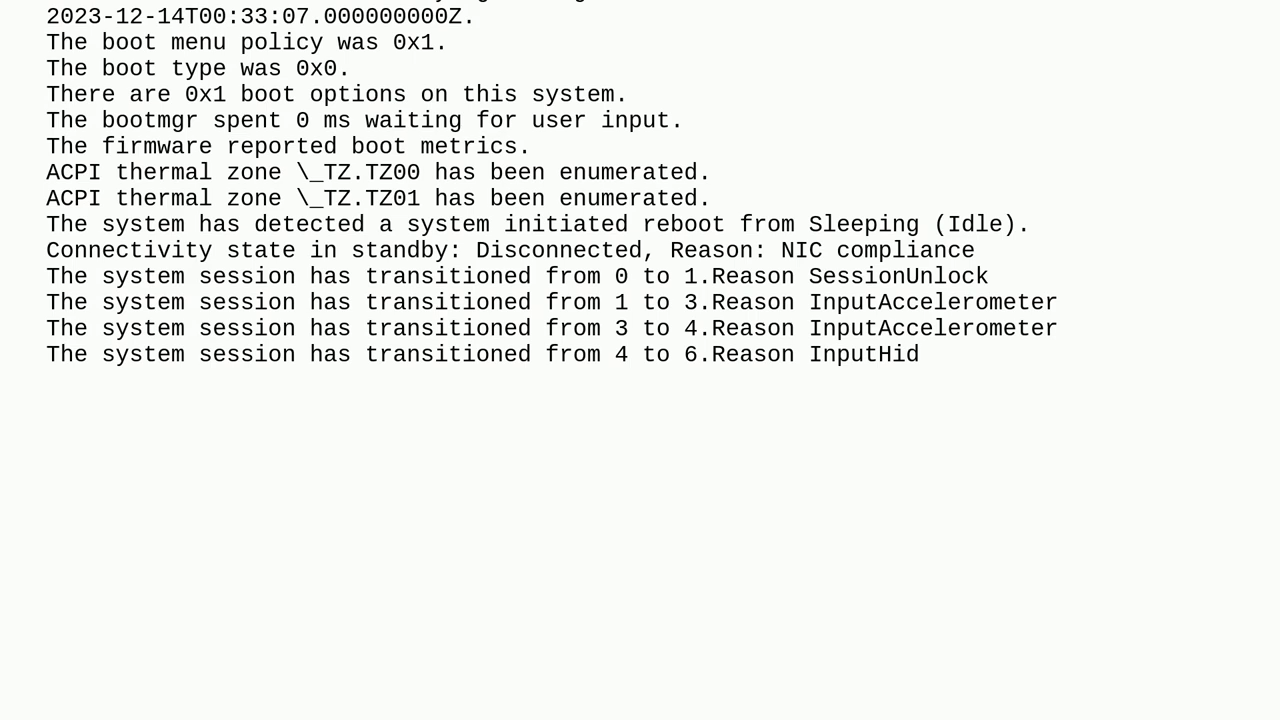 2023-12-14T00:33:07.000000000Z.
The boot menu policy was 0x1.
The boot type was 0x0.
There are 0x1 boot options on this system.
The bootmgr spent 0 ms waiting for user input.
The firmware reported boot metrics.
ACPI thermal zone \_TZ.TZ00 has been enumerated.
ACPI thermal zone \_TZ.TZ01 has been enumerated.
The system has detected a system initiated reboot from Sleeping (Idle).
Connectivity state in standby: Disconnected, Reason: NIC compliance
The system session has transitioned from 0 to 1.Reason SessionUnlock
The system session has transitioned from 1 to 3.Reason InputAccelerometer
The system session has transitioned from 3 to 4.Reason InputAccelerometer
The system session has transitioned from 4 to 6.Reason InputHid